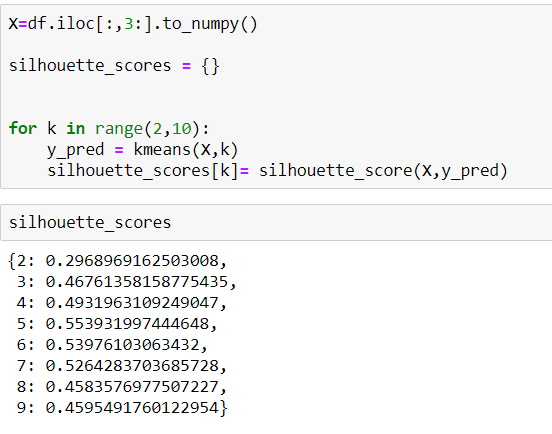 X=df.iloc[:,3:].to_numpy()
silhouette_scores = {}
for k in range(2,10):
    y_pred = kmeans(X,k)
    silhouette_scores[k]= silhouette_score(X,y_pred)
silhouette_scores
{2: 0.2968969162503008,
 3: 0.46761358158775435,
 4: 0.4931963109249047,
 5: 0.553931997444648,
 6: 0.53976103063432,
 7: 0.5264283703685728,
 8: 0.4583576977507227,
 9: 0.4595491760122954}